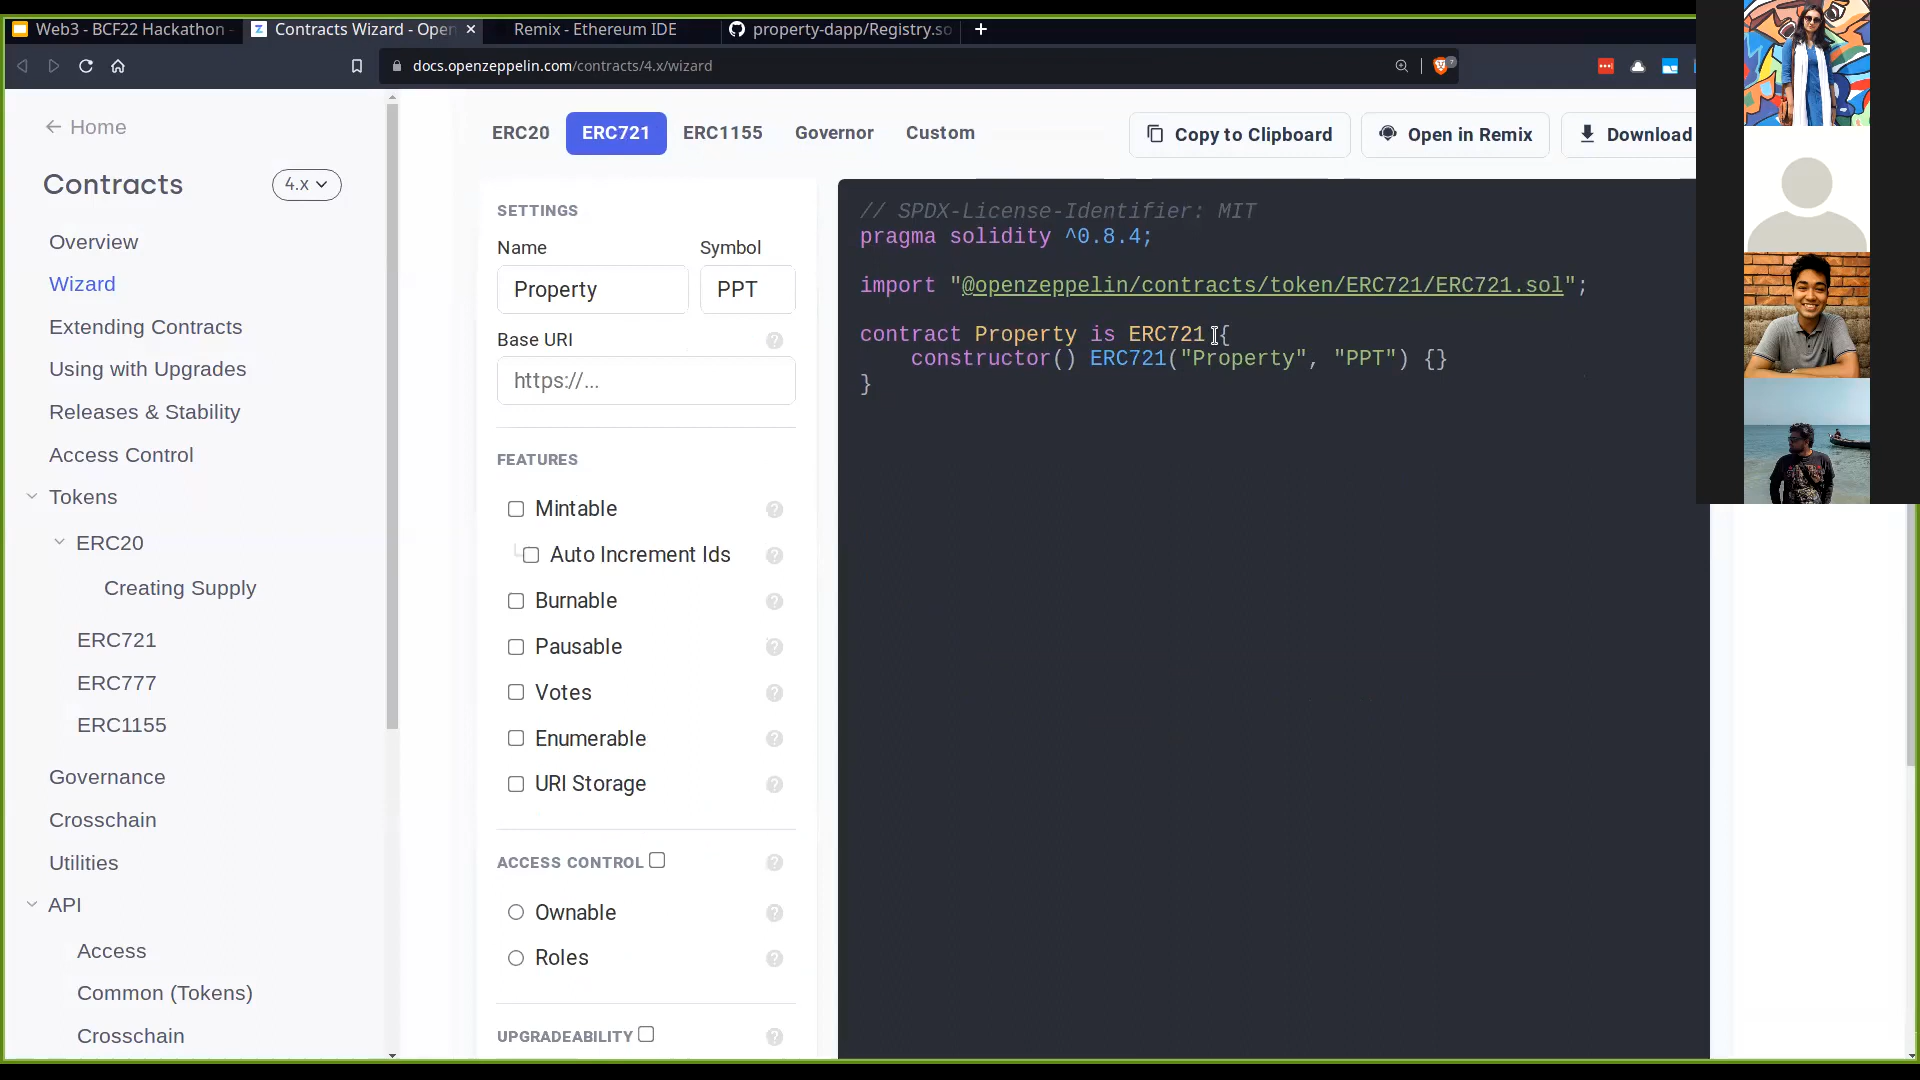 Web3 - BCF22 Hackathon -
Contracts Wizard - Open
Remix - Ethereum IDE
property-dapp/Registry.so
docs.openzeppelin.com/contracts/4.x/wizard
Home
Contracts
4.x
Overview
Wizard
Extending Contracts
Using with Upgrades
Releases & Stability
Access Control
Tokens
ERC20
Creating Supply
ERC721
ERC777
ERC1155
Governance
Crosschain
Utilities
API
Access
Common (Tokens)
Crosschain
ERC20
ERC721
ERC1155
Governor
Custom
Copy to Clipboard
Open in Remix
Download
SETTINGS
Name
Symbol
Property
PPT
Base URI
https://...
FEATURES
Mintable
Auto Increment Ids
Burnable
Pausable
Votes
Enumerable
URI Storage
ACCESS CONTROL
Ownable
Roles
UPGRADEABILITY
// SPDX-License-Identifier: MIT
pragma solidity ^0.8.4;
import "@openzeppelin/contracts/token/ERC721/ERC721.sol";
contract Property is ERC721 {
constructor() ERC721("Property", "PPT") {}
}